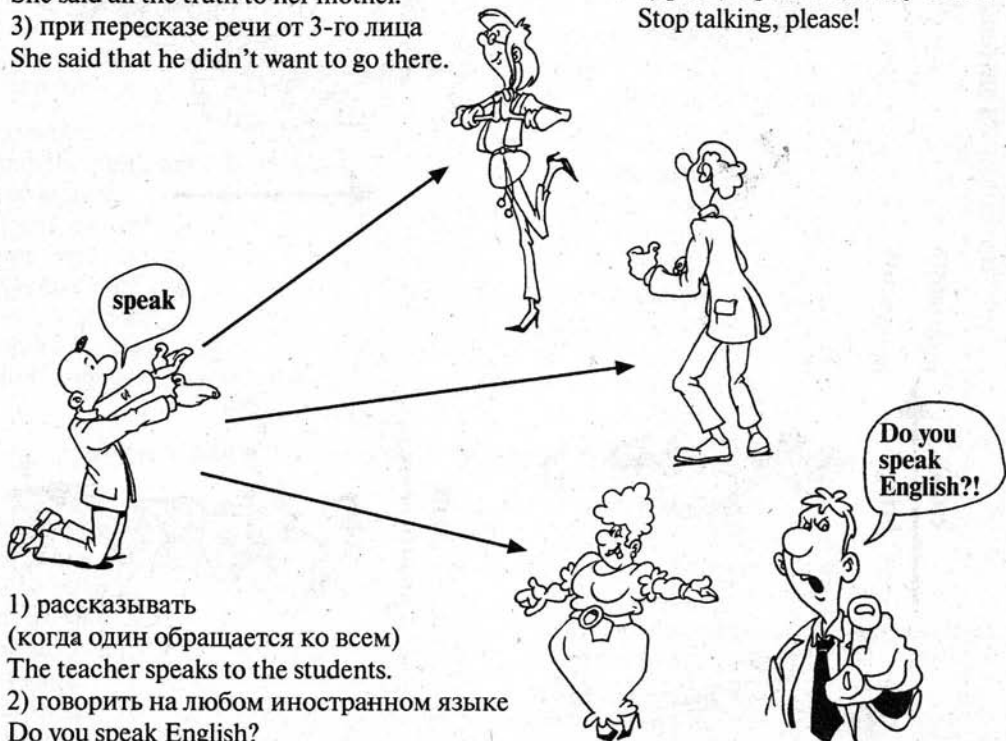 She said all the truth to her mother.
3) при пересказе речи от 3-го лица
She said that he didn't want to go there.
Stop talking, please!
speak
Do you
speak
English?!
1) рассказывать
(когда один обращается ко всем)
The teacher speaks to the students.
2) говорить на любом иностранном языке
Do you speak English?